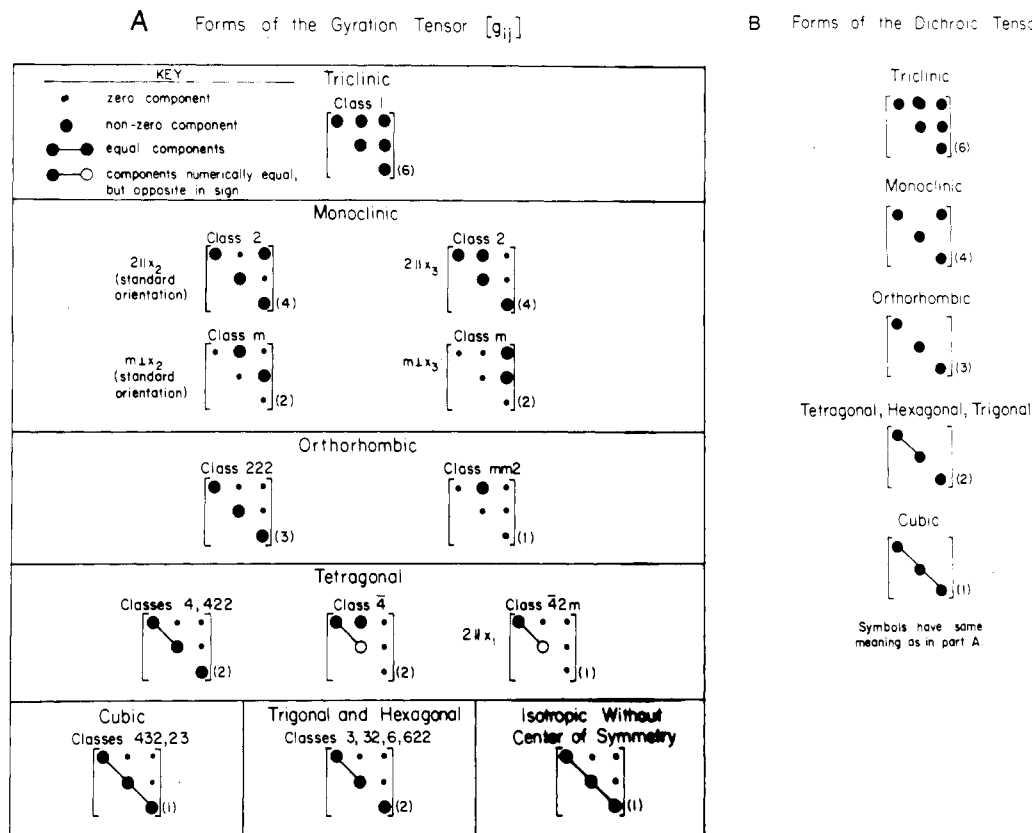 A Forms of the Gyration Tensor [gij]
KEY
zero component
non-zero component
equal components
components numerically equal,
but opposite in sign
Triclinic
Class 1
(6)
Monoclinic
2||x2
(standard
orientation)
Class 2
(4)
2||x3
Class 2
(4)
m⊥x2
(standard
orientation)
Class m
(2)
m⊥x3
Class m
(2)
Orthorhombic
Class 222
(3)
Class mm2
(1)
Tetragonal
Classes 4,422
(2)
Class 4̅
(2)
2||x1
Class 4̅2m
(1)
Cubic
Classes 432,23
(1)
Trigonal and Hexagonal
Classes 3,32,6,622
(2)
Isotropic Without
Center of Symmetry
(1)
B Forms of the Dichroic Tenso
Triclinic
(6)
Monoclinic
(4)
Orthorhombic
(3)
Tetragonal, Hexagonal, Trigonal
(2)
Cubic
(1)
Symbols have same
meaning as in part A.